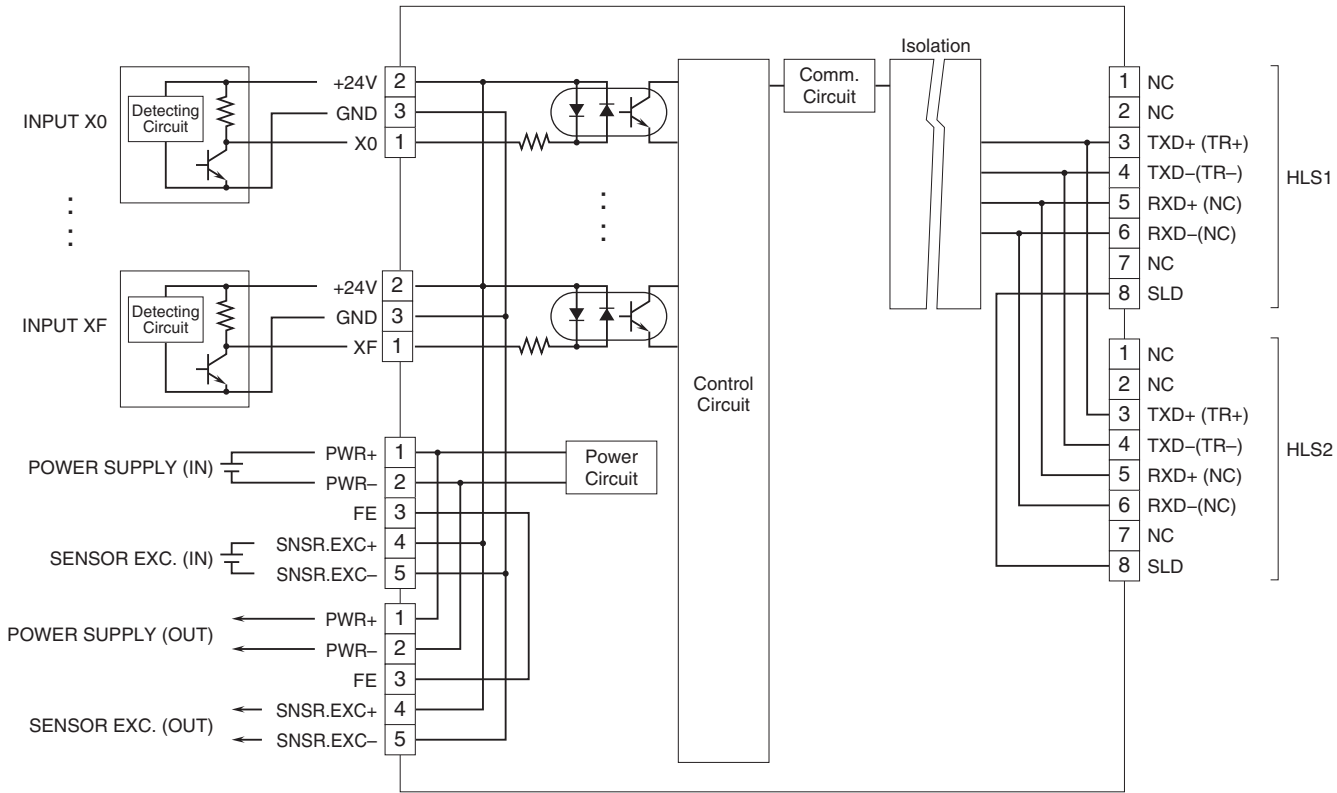 Isolation
INPUT X0
Detecting
Circuit
+24V 2
GND 3
X0 1
Comm.
Circuit
1 NC
2 NC
3 TXD+ (TR+)
4 TXD−(TR−)
5 RXD+ (NC)
6 RXD−(NC)
7 NC
8 SLD
HLS1
INPUT XF
Detecting
Circuit
+24V 2
GND 3
XF 1
Control
Circuit
1 NC
2 NC
3 TXD+ (TR+)
4 TXD−(TR−)
5 RXD+ (NC)
6 RXD−(NC)
7 NC
8 SLD
HLS2
POWER SUPPLY (IN)
PWR+ 1
PWR− 2
FE 3
Power
Circuit
SENSOR EXC. (IN)
SNSR.EXC+ 4
SNSR.EXC− 5
POWER SUPPLY (OUT)
PWR+ 1
PWR− 2
FE 3
SENSOR EXC. (OUT)
SNSR.EXC+ 4
SNSR.EXC− 5